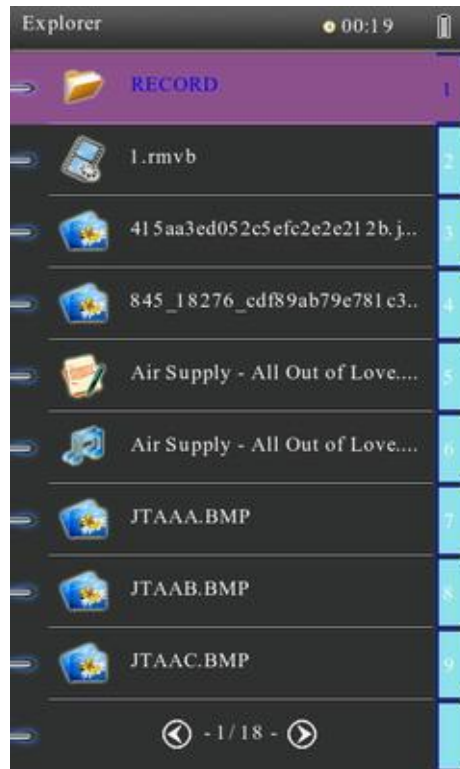 Explorer 00:19
RECORD 1
1.rmvb 2
415aa3ed052c5efc2e2e212b.j... 3
845_18276_cdf89ab79e781c3.. 4
Air Supply - All Out of Love.... 5
Air Supply - All Out of Love.... 6
JTAAA.BMP 7
JTAAB.BMP 8
JTAAC.BMP 9
- 1/18 -